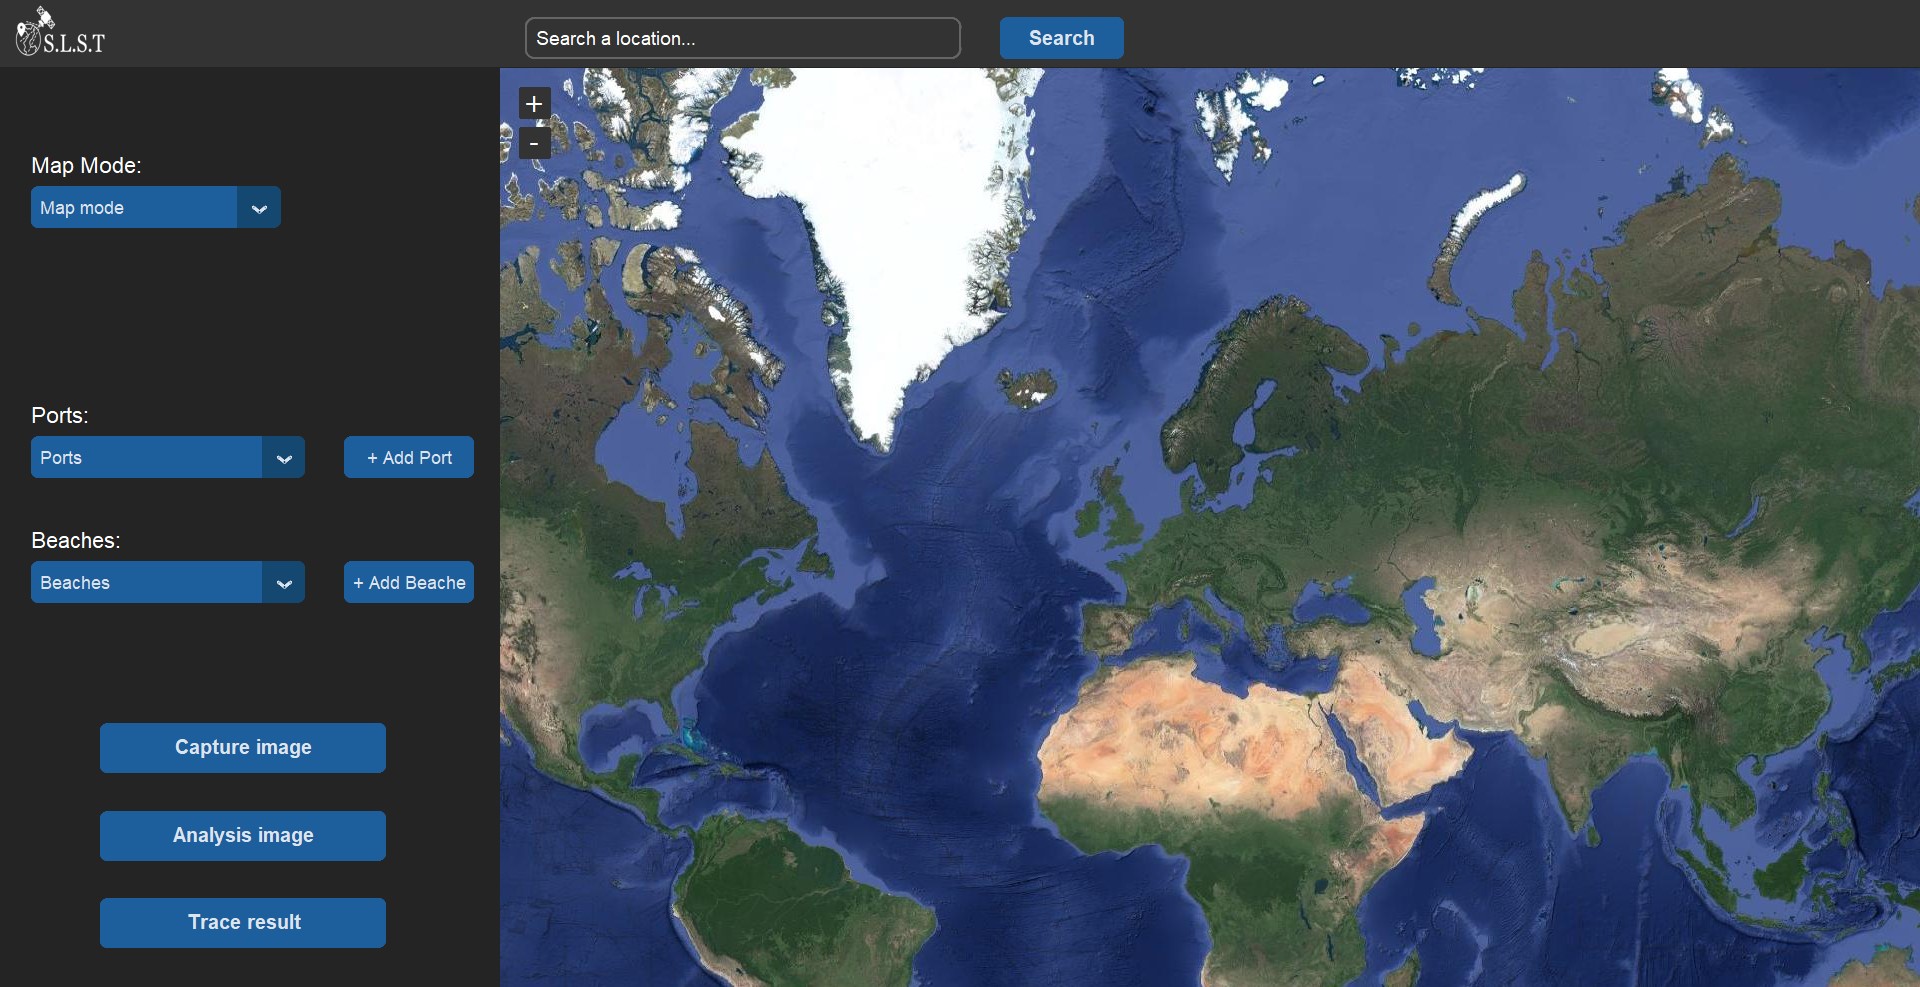 S.L.S.T
Search a location...
Search
+
-
Map Mode:
Map mode
Ports:
Ports
+ Add Port
Beaches:
Beaches
+ Add Beache
Capture image
Analysis image
Trace result